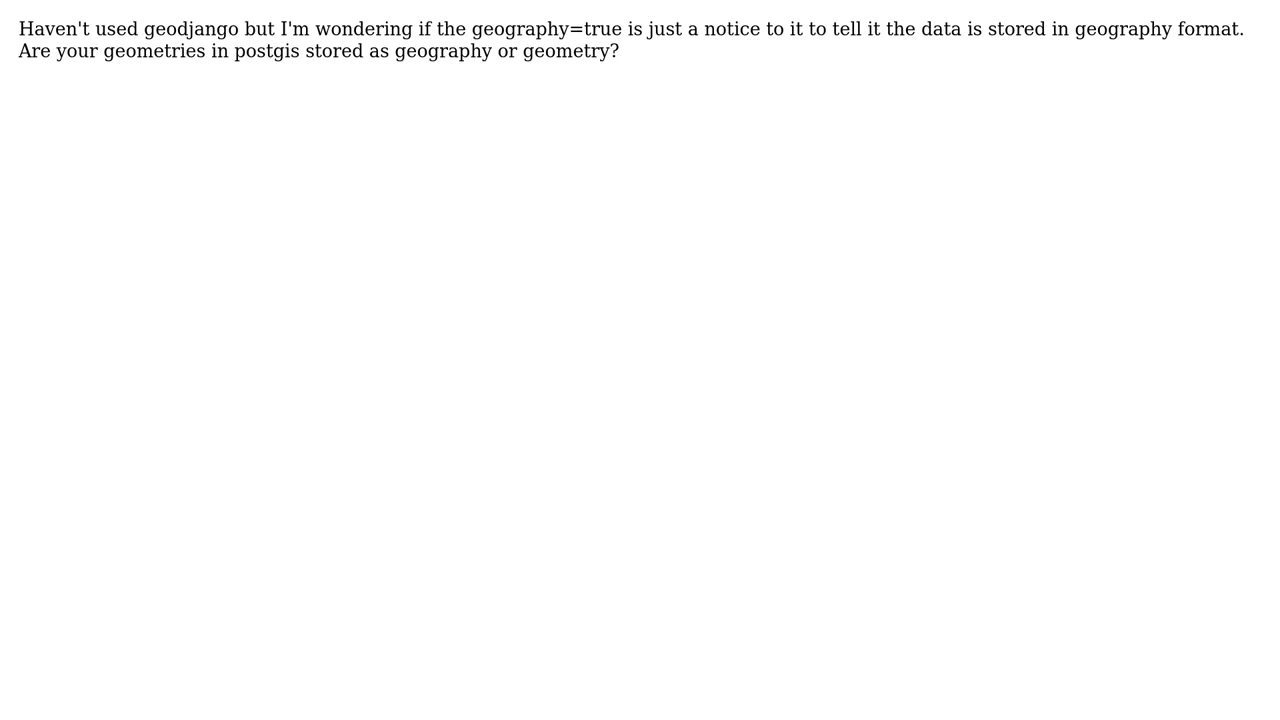 Haven't used geodjango but I'm wondering if the geography=true is just a notice to it to tell it the data is stored in geography format.
Are your geometries in postgis stored as geography or geometry?